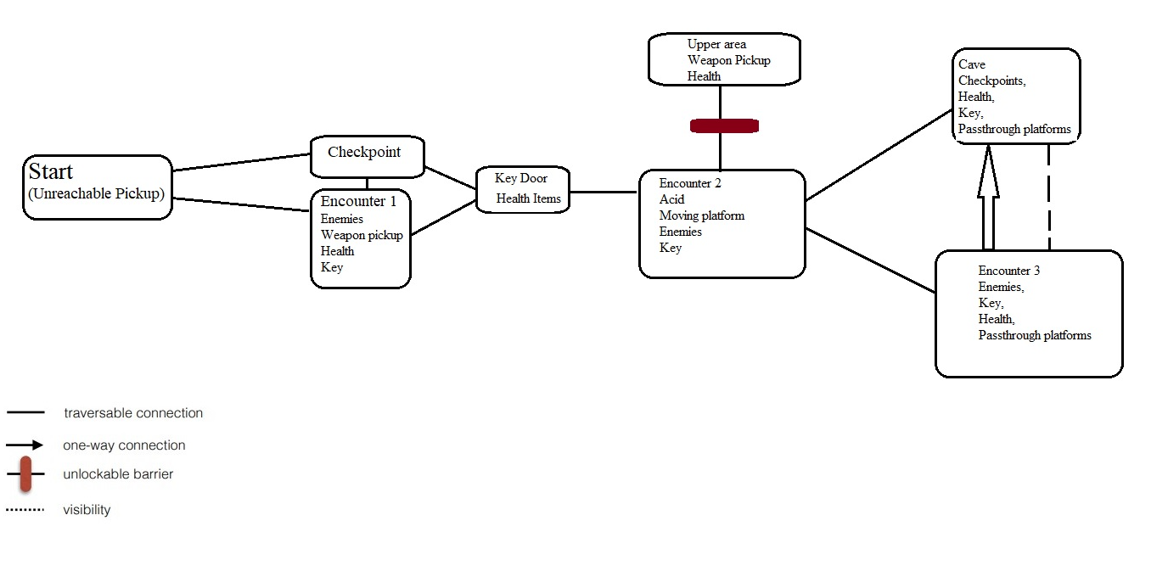 Start
(Unreachable Pickup)
Checkpoint
Encounter 1
Enemies
Weapon pickup
Health
Key
Key Door
Health Items
Upper area
Weapon Pickup
Health
Encounter 2
Acid
Moving platform
Enemies
Key
Cave
Checkpoints,
Health,
Key,
Passthrough platforms
Encounter 3
Enemies,
Key,
Health,
Passthrough platforms
traversable connection
one-way connection
unlockable barrier
visibility